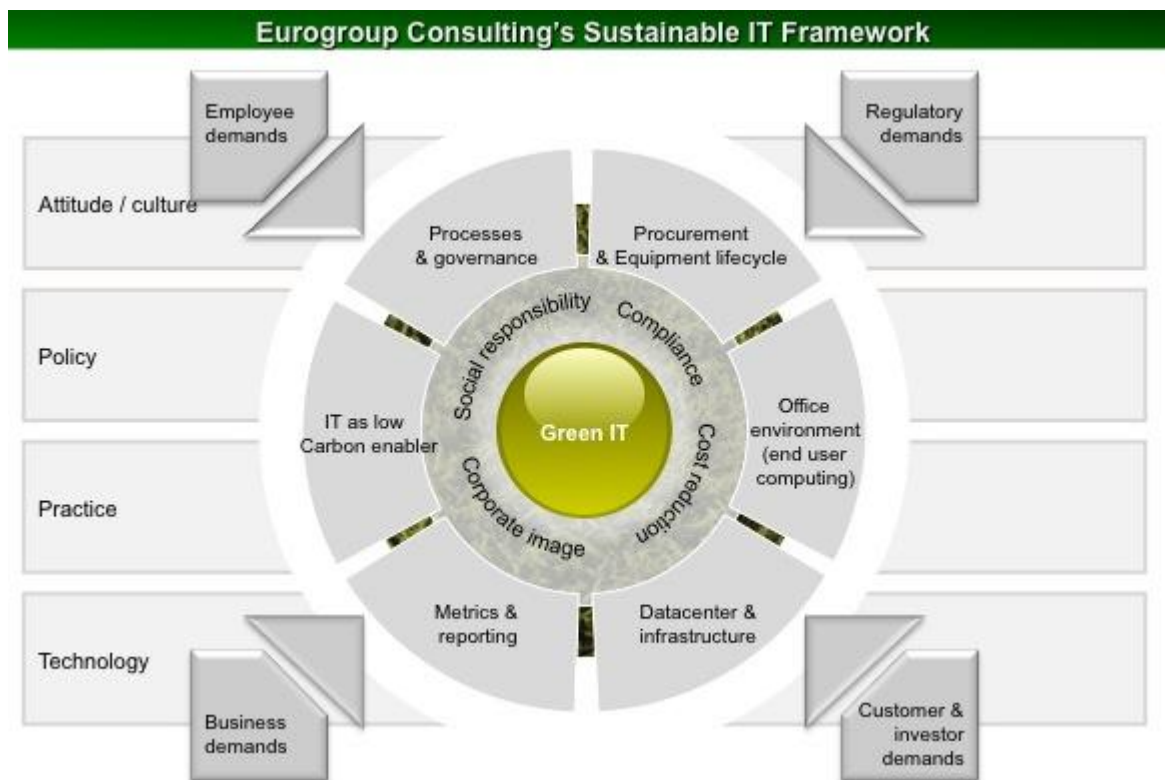 Eurogroup Consulting's Sustainable IT Framework
Employee
demands
Regulatory
demands
Attitude / culture
Processes
& governance
Procurement
& Equipment lifecycle
Social responsibility
Compliance
Policy
IT as low
Carbon enabler
Green IT
Office
environment
(end user
computing)
Corporate image
Cost reduction
Practice
Metrics &
reporting
Datacenter &
infrastructure
Technology
Business
demands
Customer &
investor
demands